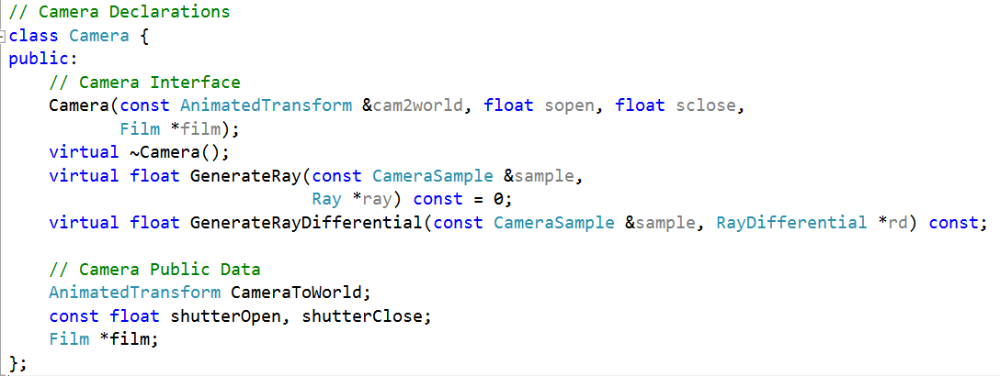 // Camera Declarations
class Camera {
public:
    // Camera Interface
    Camera(const AnimatedTransform &cam2world, float sopen, float sclose,
           Film *film);
    virtual ~Camera();
    virtual float GenerateRay(const CameraSample &sample,
                              Ray *ray) const = 0;
    virtual float GenerateRayDifferential(const CameraSample &sample, RayDifferential *rd) const;

    // Camera Public Data
    AnimatedTransform CameraToWorld;
    const float shutterOpen, shutterClose;
    Film *film;
};